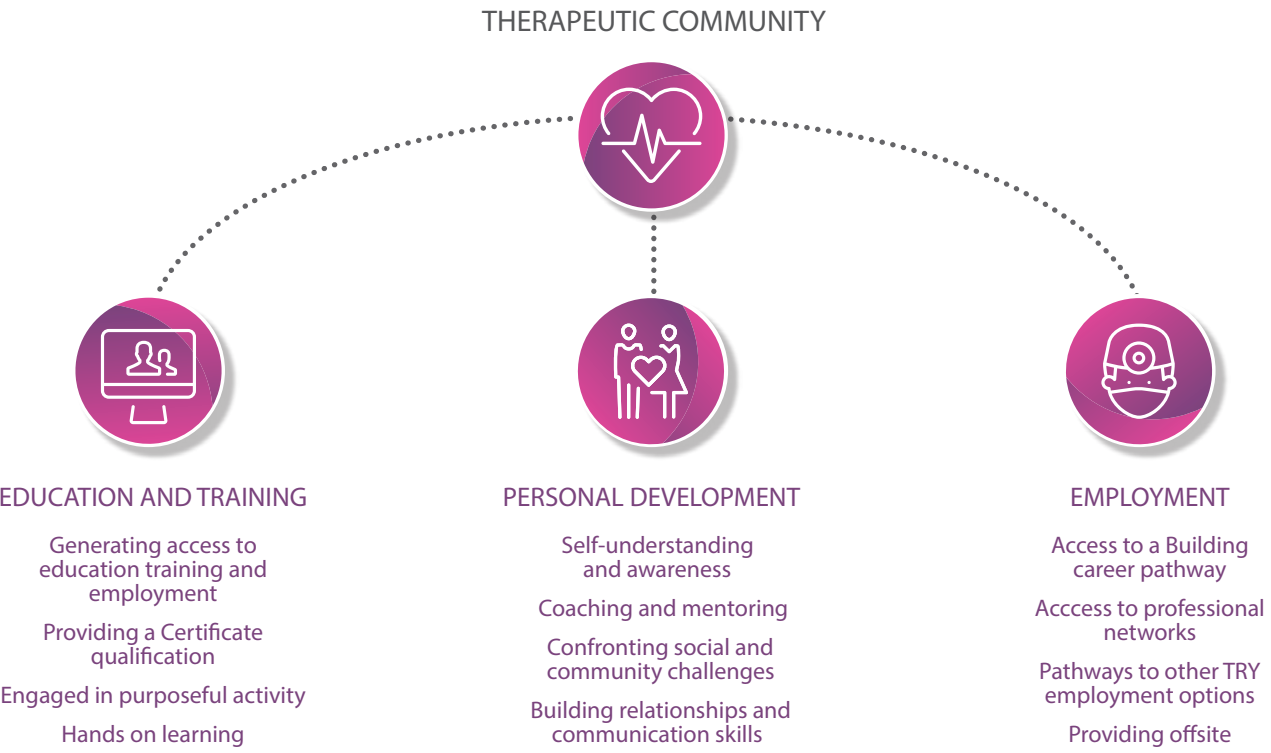 THERAPEUTIC COMMUNITY
EDUCATION AND TRAINING
Generating access to
education training and
employment
Providing a Certificate
qualification
Engaged in purposeful activity
Hands on learning
PERSONAL DEVELOPMENT
Self-understanding
and awareness
Coaching and mentoring
Confronting social and
community challenges
Building relationships and
communication skills
EMPLOYMENT
Access to a Building
career pathway
Acccess to professional
networks
Pathways to other TRY
employment options
Providing offsite